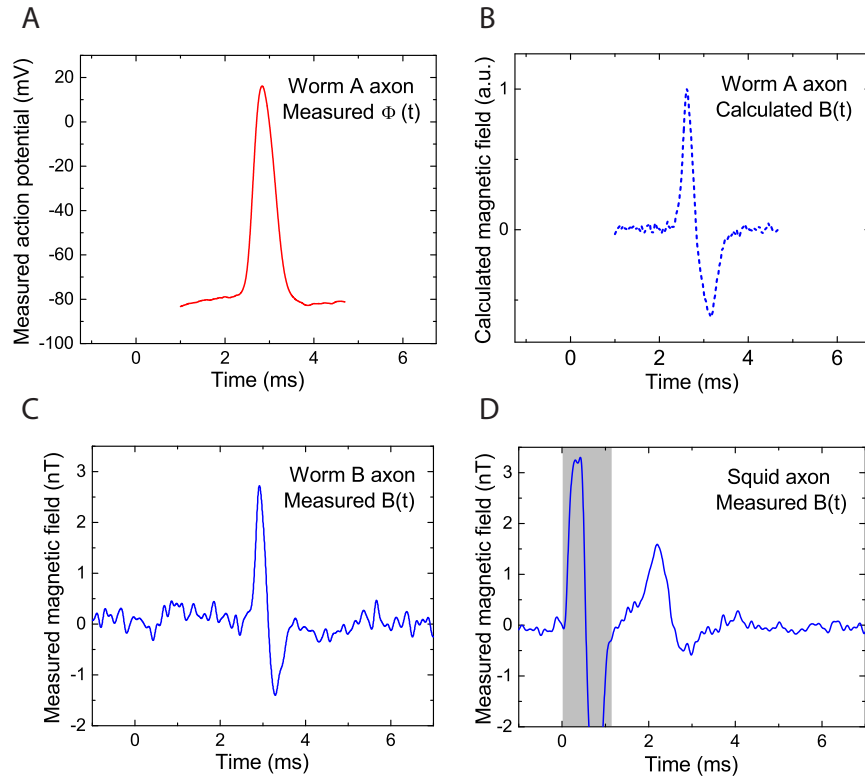 A
Measured action potential (mV)
20
0
-20
-40
-60
-80
-100
Worm A axon
Measured Φ (t)
0
2
4
6
Time (ms)
B
Calculated magnetic field (a.u.)
1
0
Worm A axon
Calculated B(t)
0
2
4
6
Time (ms)
C
Measured magnetic field (nT)
3
2
1
0
-1
-2
Worm B axon
Measured B(t)
0
2
4
6
Time (ms)
D
Measured magnetic field (nT)
3
2
1
0
-1
-2
Squid axon
Measured B(t)
0
2
4
6
Time (ms)